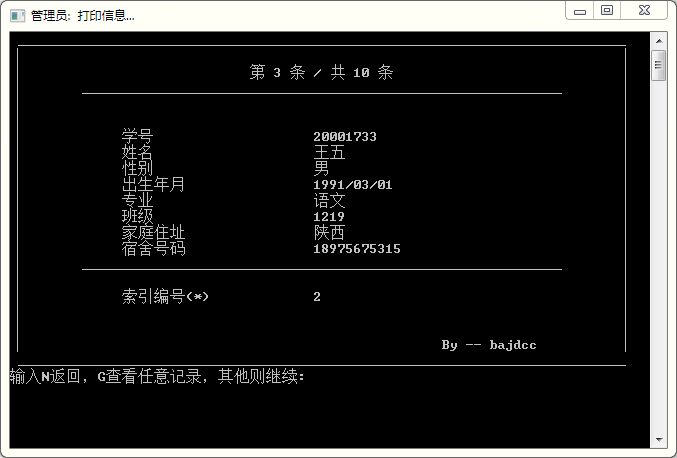 管理员: 打印信息...
第 3 条 / 共 10 条
学号 20001733
姓名 王五
性别 男
出生年月 1991/03/01
专业 语文
班级 1219
家庭住址 陕西
宿舍号码 18975675315
索引编号(*) 2
By -- bajdcc
输入N返回，G查看任意记录，其他则继续: